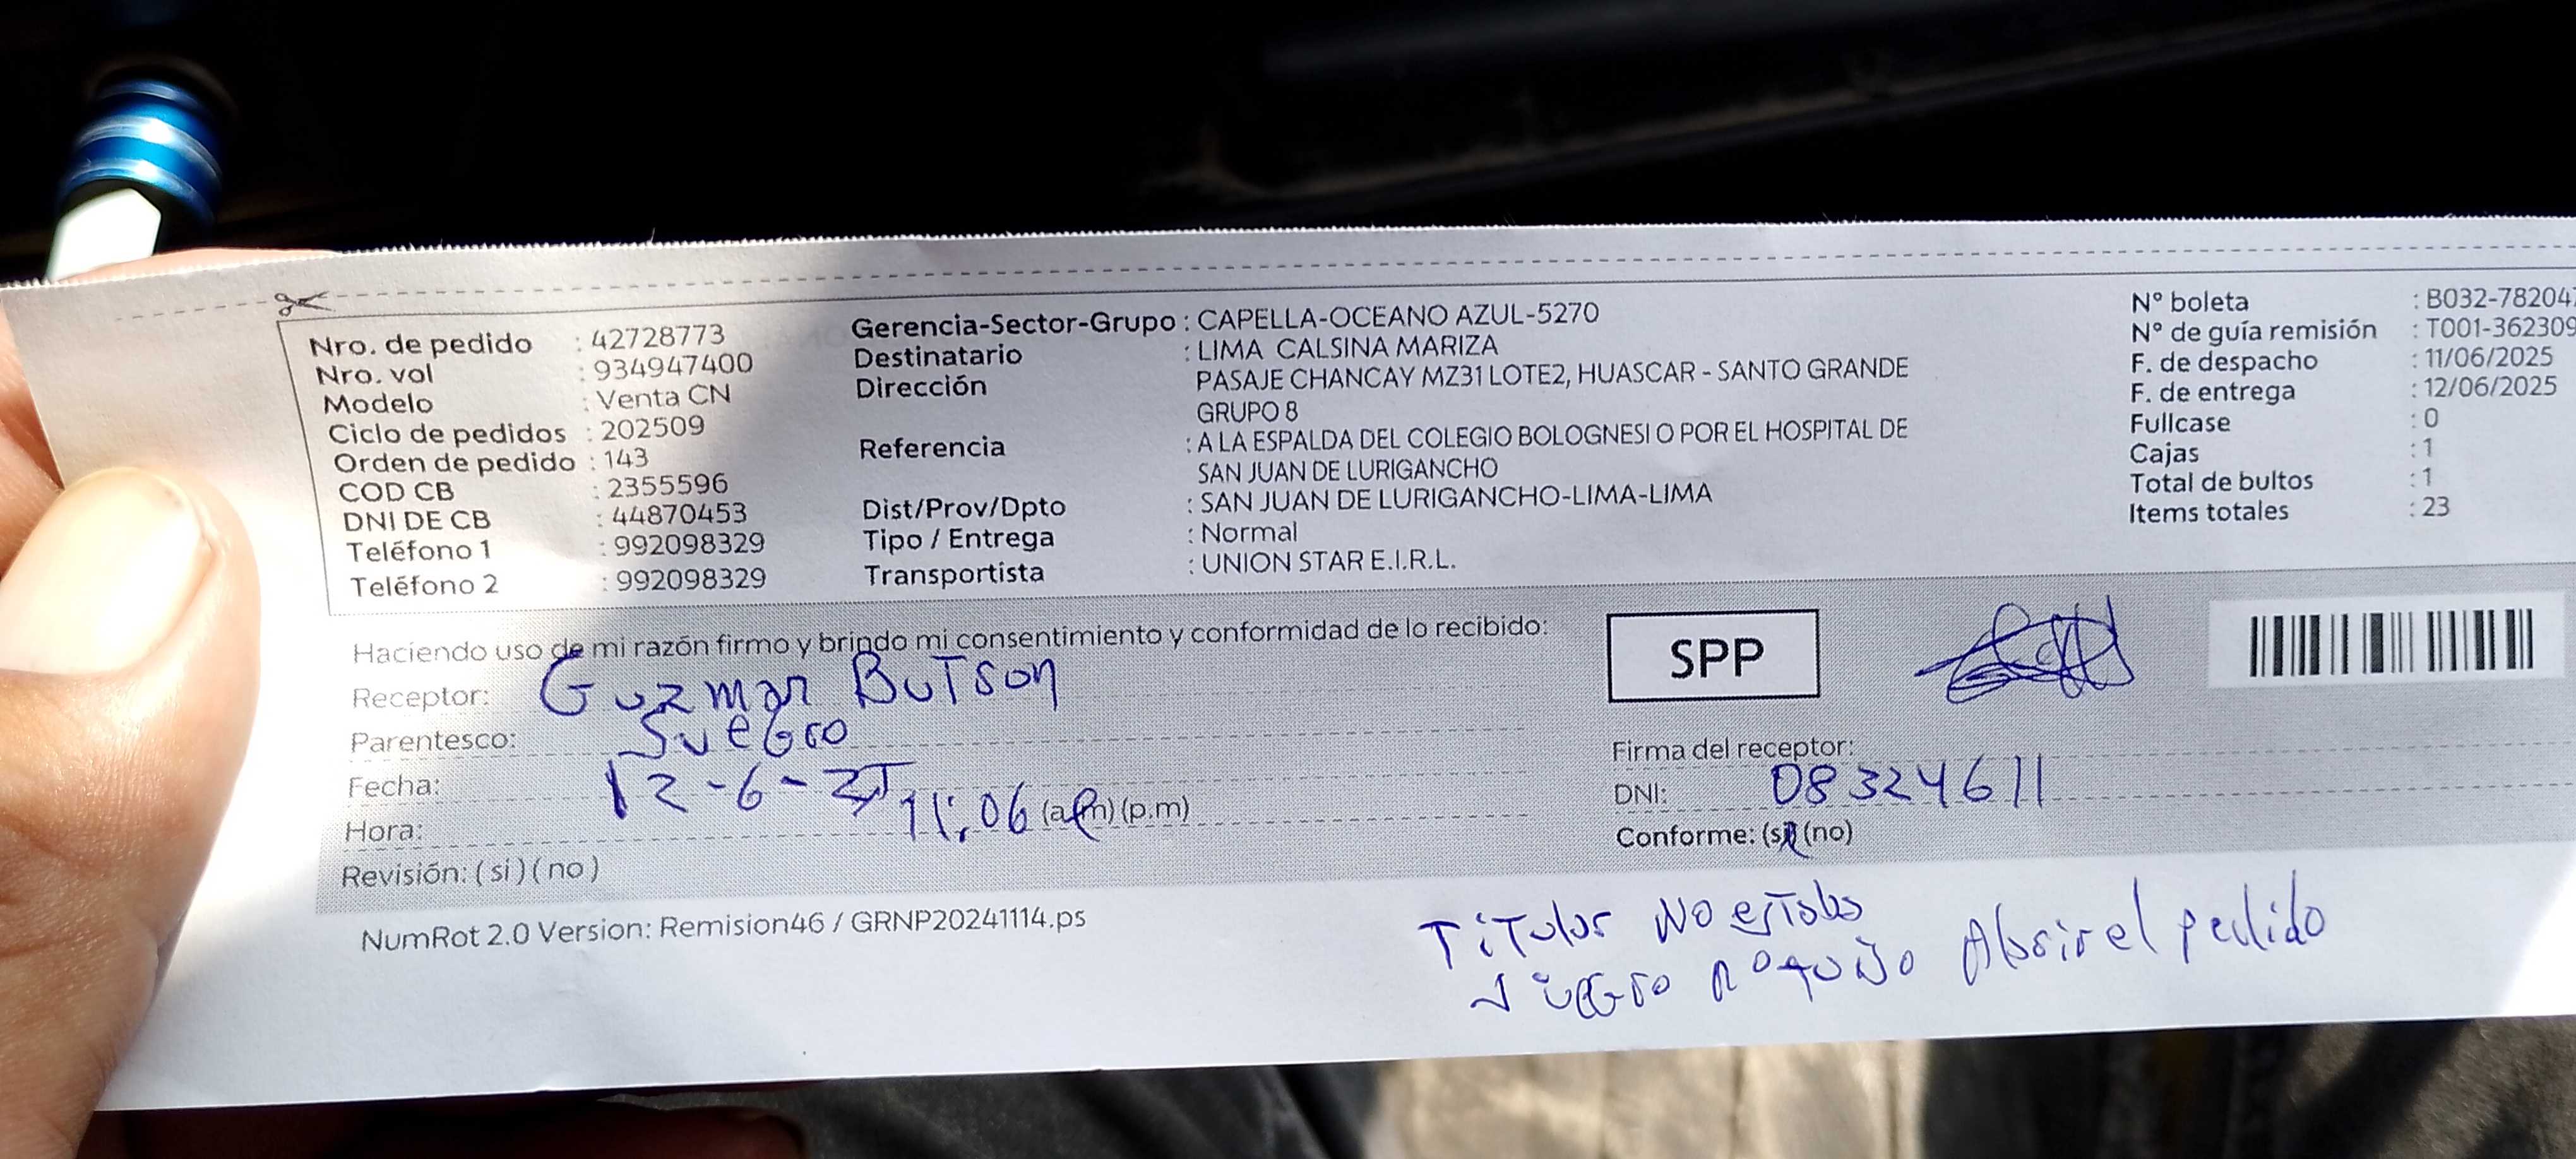 Nro. de pedido : 42728773
Nro. vol : 934947400
Modelo : Venta CN
Ciclo de pedidos : 202509
Orden de pedido : 143
COD CB : 2355596
DNI DE CB : 44870453
Teléfono 1 : 992098329
Teléfono 2 : 992098329
Gerencia-Sector-Grupo : CAPELLA-OCEANO AZUL-5270
Destinatario : LIMA CALSINA MARIZA
Dirección PASAJE CHANCAY MZ31 LOTE2, HUASCAR - SANTO GRANDE
GRUPO 8
Referencia : A LA ESPALDA DEL COLEGIO BOLOGNESI O POR EL HOSPITAL DE
SAN JUAN DE LURIGANCHO
Dist/Prov/Dpto : SAN JUAN DE LURIGANCHO-LIMA-LIMA
Tipo / Entrega : Normal
Transportista : UNION STAR E.I.R.L.
N° boleta : B032-78204
N° de guía remisión : T001-362309
F. de despacho : 11/06/2025
F. de entrega : 12/06/2025
Fullcase : 0
Cajas : 1
Total de bultos : 1
Items totales : 23
Haciendo uso de mi razón firmo y brindo mi consentimiento y conformidad de lo recibido:
Receptor: Guzman Butson
Parentesco: Suegro
Fecha: 12-6-25
Hora: 11:06 (a.m) (p.m)
Revisión: ( si ) ( no )
SPP
Firma del receptor:
DNI: 08324611
Conforme: (si) (no)
NumRot 2.0 Version: Remision46 / GRNP20241114.ps
Titular No estaba
suegro no quiso Abrir el pedido